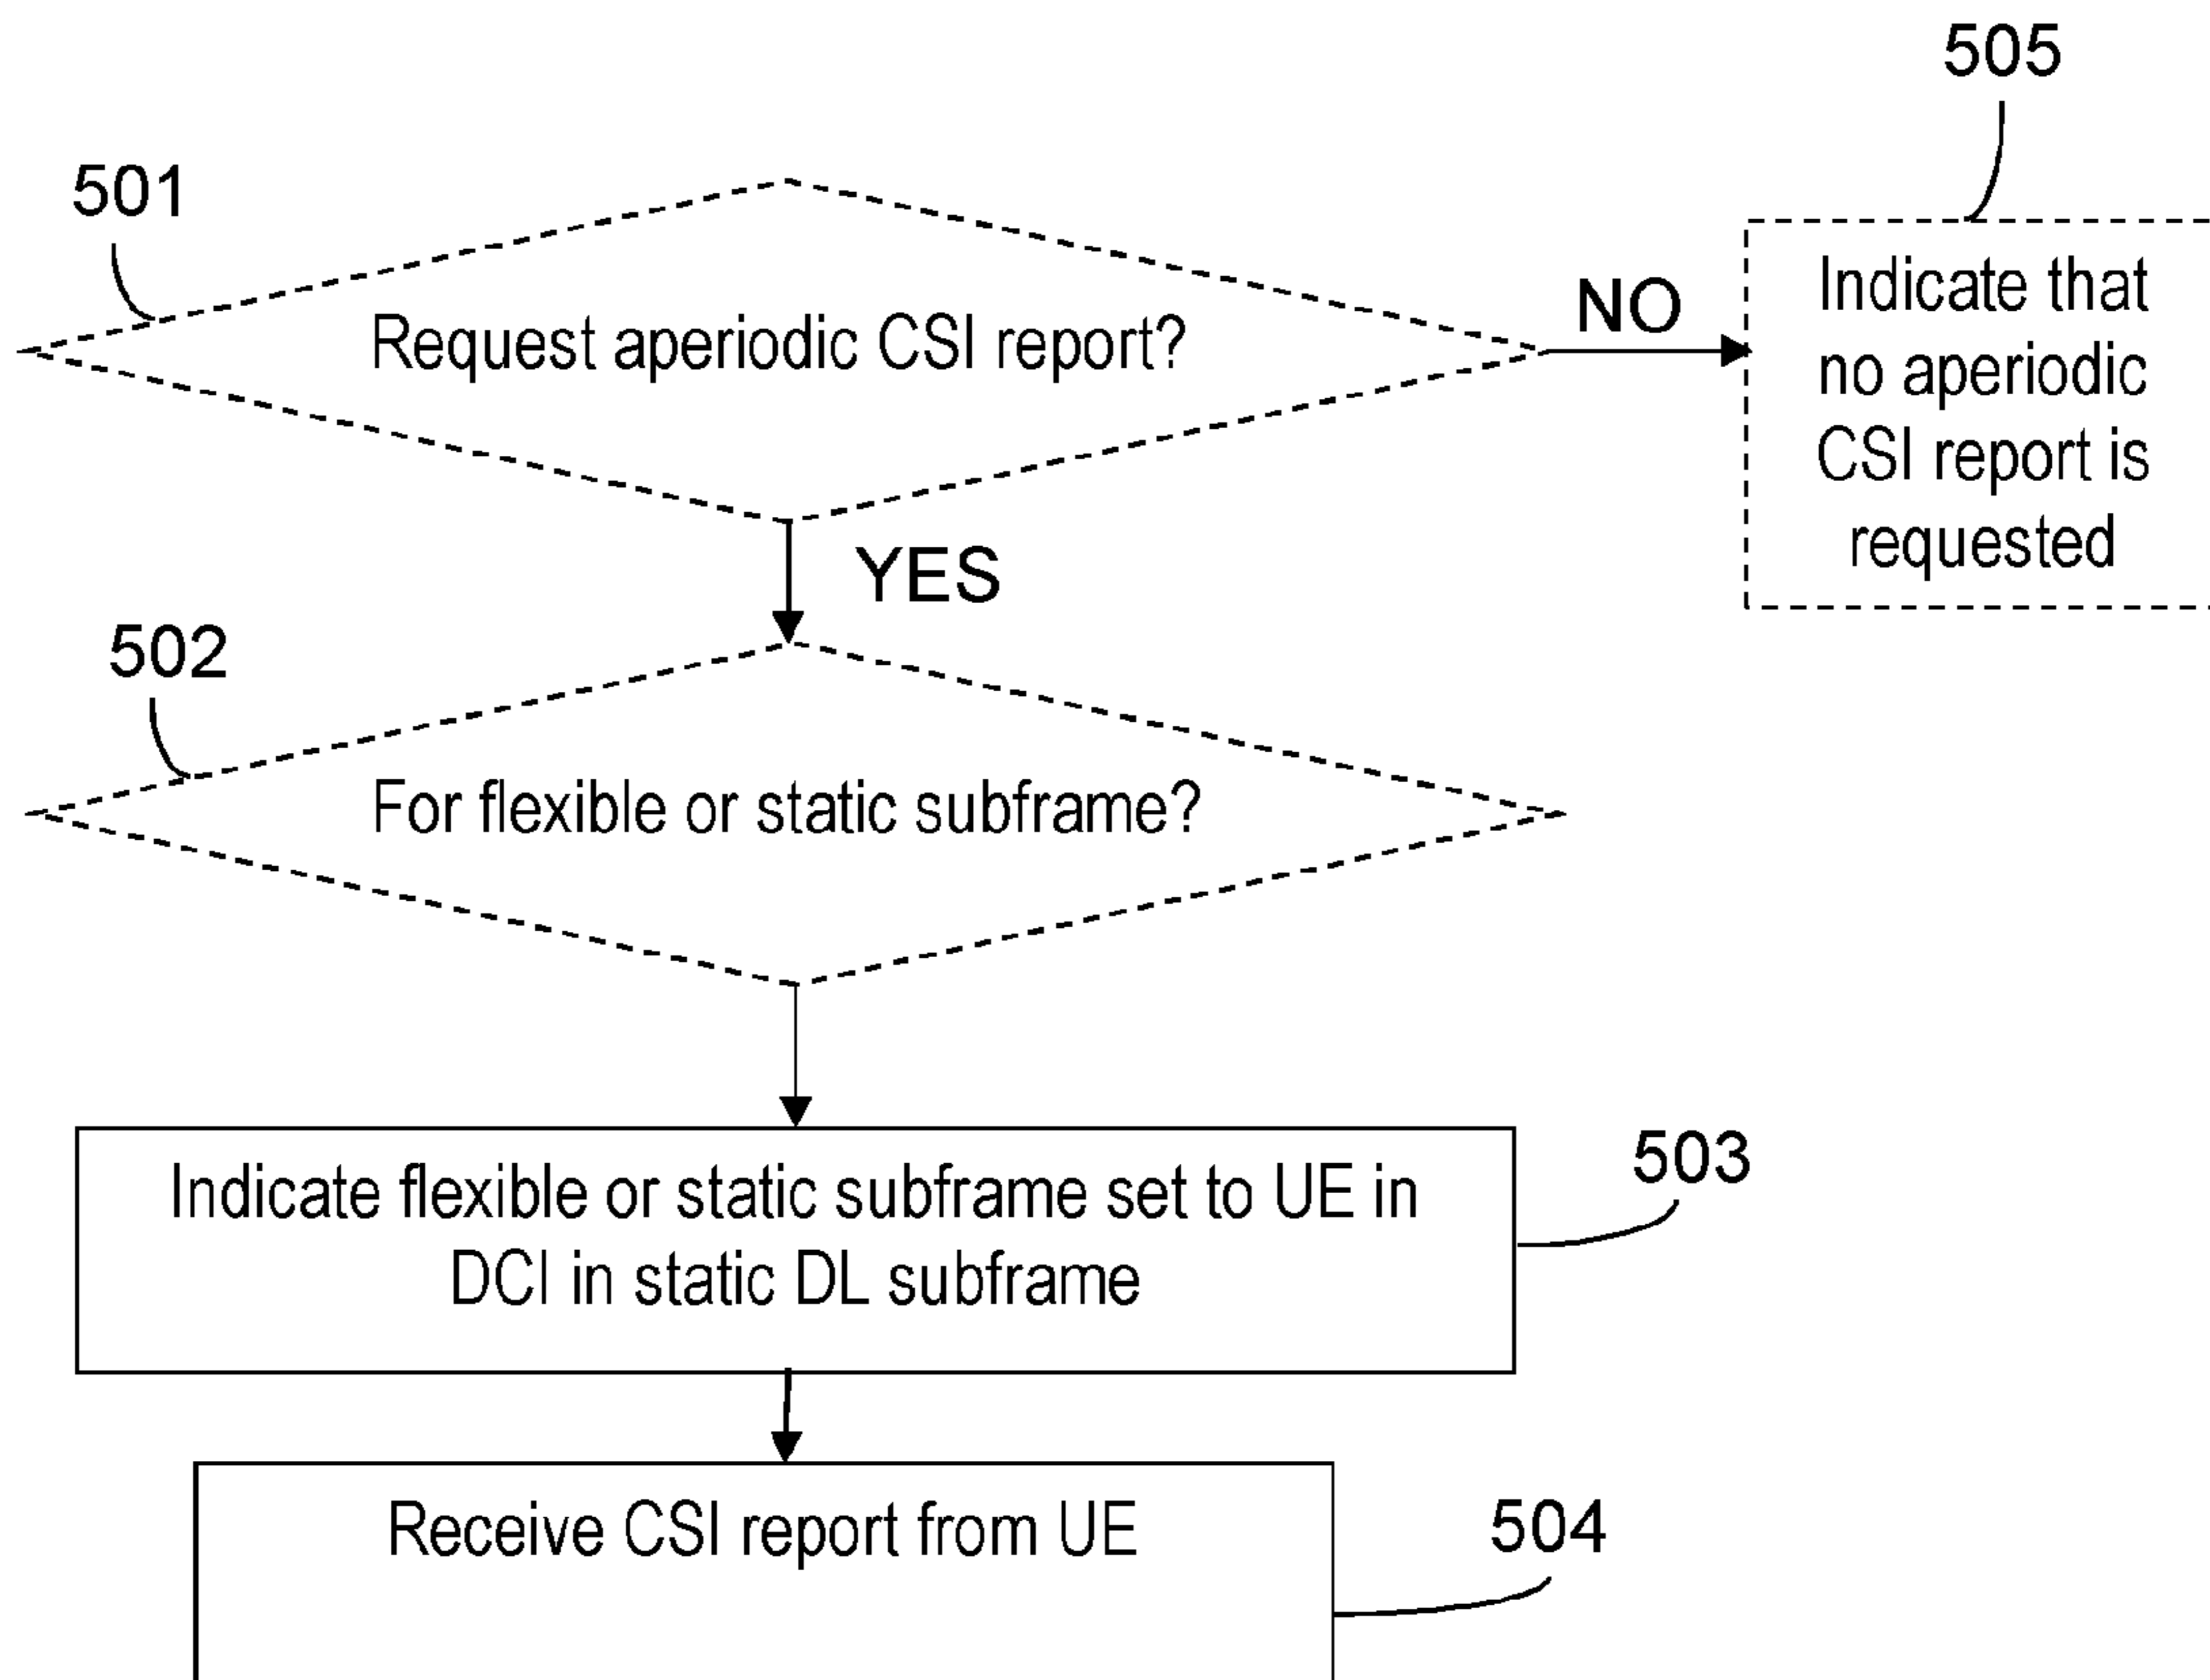 505
501
Request aperiodic CSI report?
NO
Indicate that
no aperiodic
CSI report is
requested
YES
502
For flexible or static subframe?
503
Indicate flexible or static subframe set to UE in
DCI in static DL subframe
504
Receive CSI report from UE